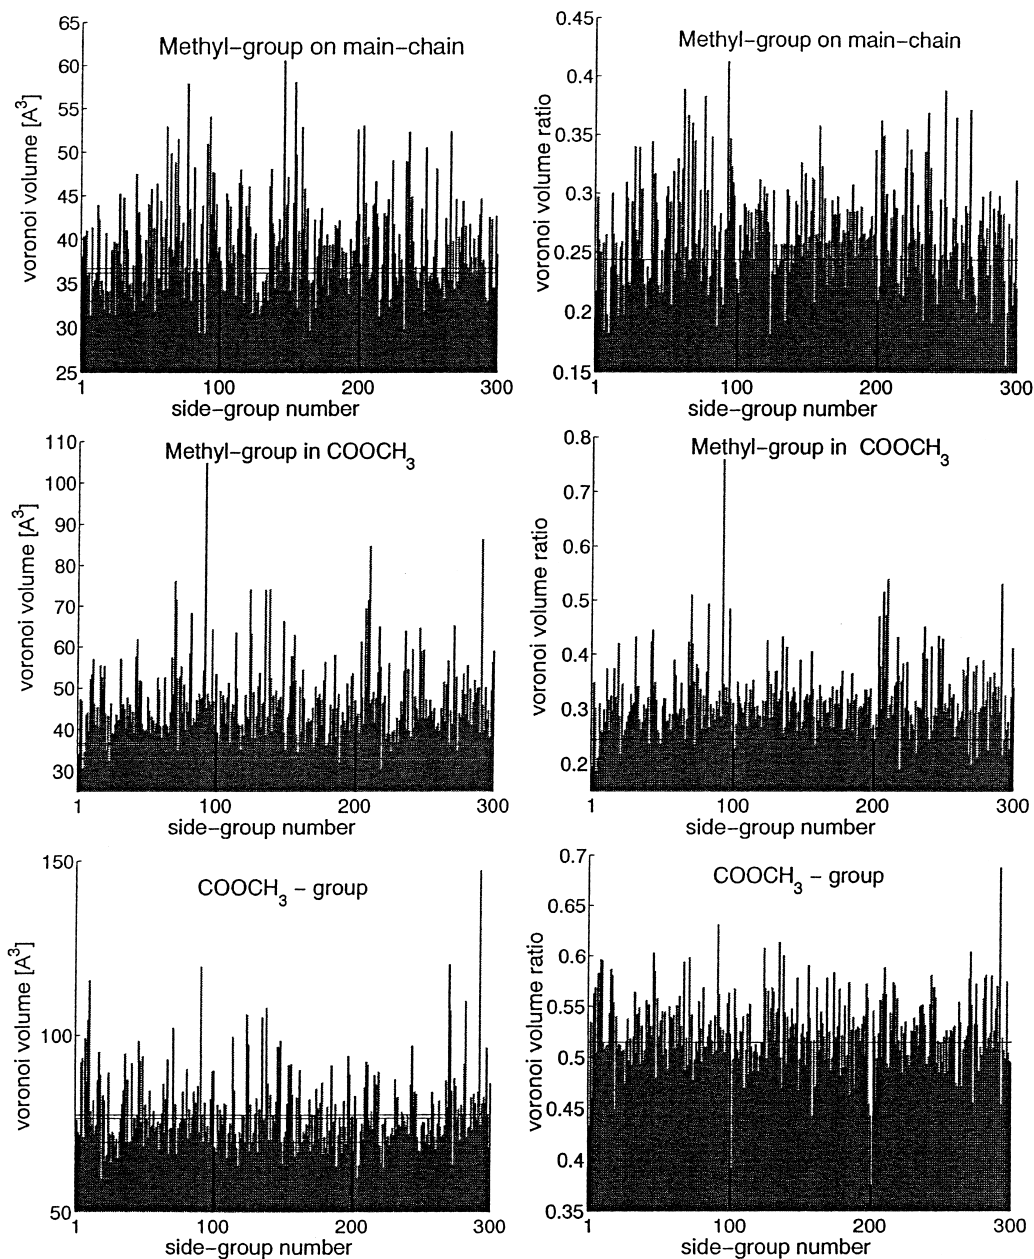 Methyl-group on main-chain
voronoi volume [A^3]
65
60
55
50
45
40
35
30
25
1 100 200 300
side-group number
Methyl-group on main-chain
voronoi volume ratio
0.45
0.4
0.35
0.3
0.25
0.2
0.15
1 100 200 300
side-group number
Methyl-group in COOCH3
voronoi volume [A^3]
110
100
90
80
70
60
50
40
30
1 100 200 300
side-group number
Methyl-group in COOCH3
voronoi volume ratio
0.8
0.7
0.6
0.5
0.4
0.3
0.2
1 100 200 300
side-group number
COOCH3 - group
voronoi volume [A^3]
150
100
50
1 100 200 300
side-group number
COOCH3 - group
voronoi volume ratio
0.7
0.65
0.6
0.55
0.5
0.45
0.4
0.35
1 100 200 300
side-group number